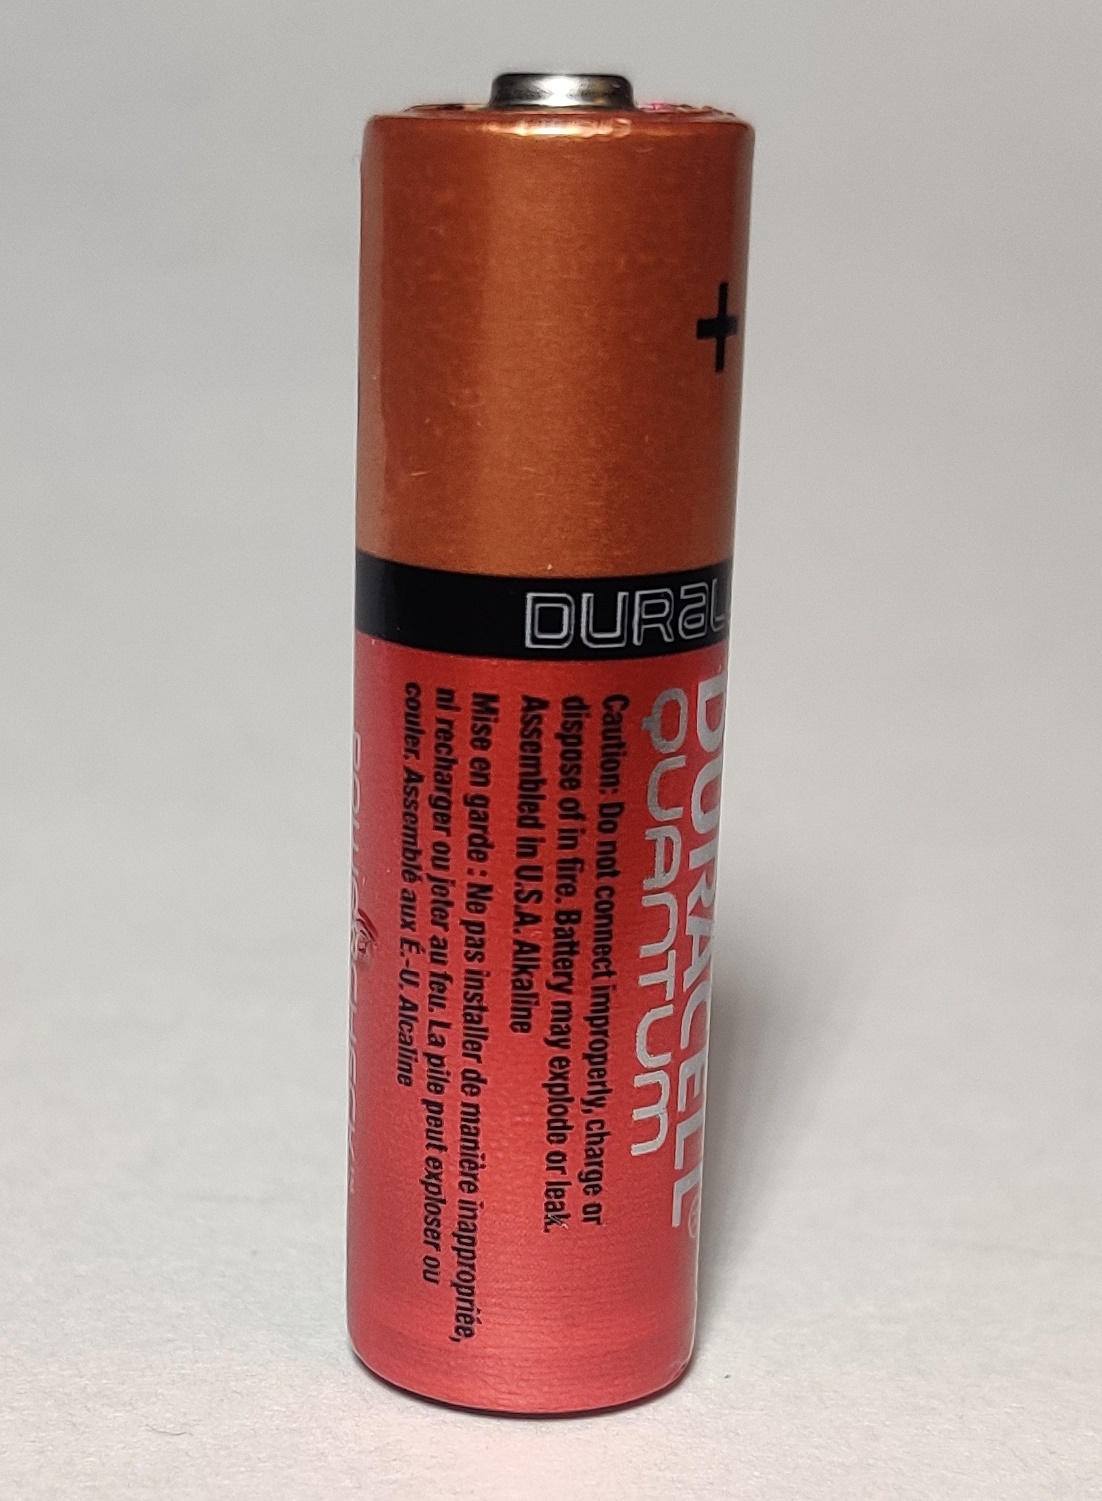 +
DURAL
DURACELL®
QUANTUM
Caution: Do not connect improperly, charge or
dispose of in fire. Battery may explode or leak.
Assembled in U.S.A. Alkaline
Mise en garde : Ne pas installer de manière inappropriée,
ni recharger ou jeter au feu. La pile peut exploser ou
couler. Assemblé aux É.-U. Alcaline